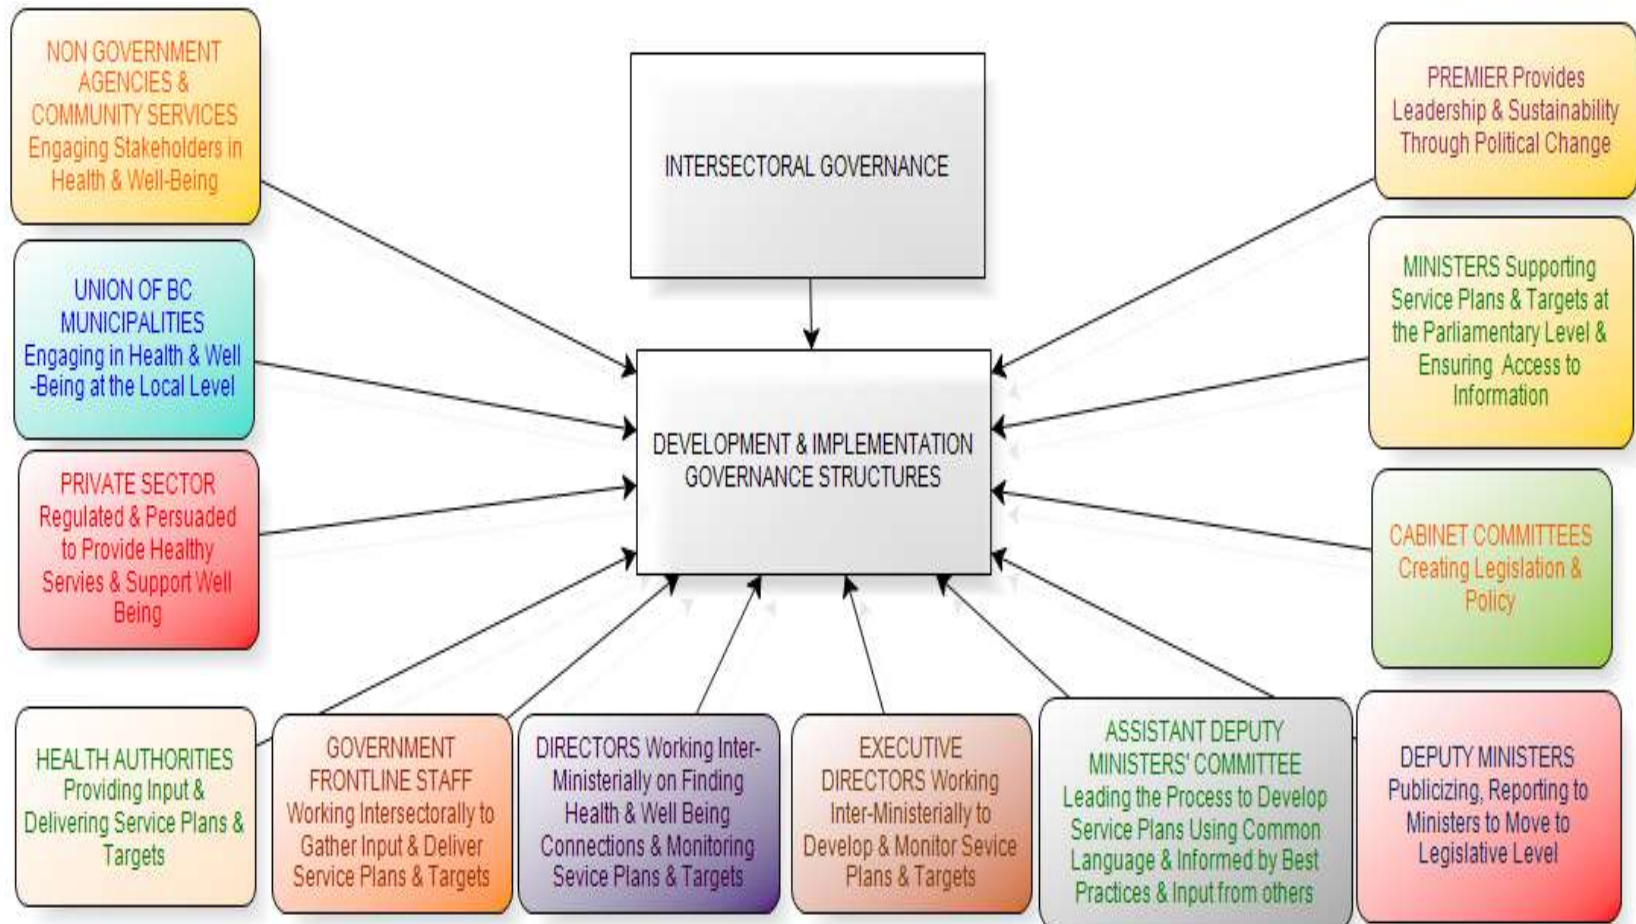 NON GOVERNMENT
AGENCIES &
COMMUNITY SERVICES
Engaging Stakeholders in
Health & Well-Being
UNION OF BC
MUNICIPALITIES
Engaging in Health & Well
-Being at the Local Level
PRIVATE SECTOR
Regulated & Persuaded
to Provide Healthy
Servies & Support Well
Being
HEALTH AUTHORITIES
Providing Input &
Delivering Service Plans &
Targets
INTERSECTORAL GOVERNANCE
DEVELOPMENT & IMPLEMENTATION
GOVERNANCE STRUCTURES
GOVERNMENT
FRONTLINE STAFF
Working Intersectorally to
Gather Input & Deliver
Service Plans & Targets
DIRECTORS Working Inter-
Ministerially on Finding
Health & Well Being
Connections & Monitoring
Sevice Plans & Targets
EXECUTIVE
DIRECTORS Working
Inter-Ministerially to
Develop & Monitor Sevice
Plans & Targets
ASSISTANT DEPUTY
MINISTERS' COMMITTEE
Leading the Process to Develop
Service Plans Using Common
Language & Informed by Best
Practices & Input from others
PREMIER Provides
Leadership & Sustainability
Through Political Change
MINISTERS Supporting
Service Plans & Targets at
the Parliamentary Level &
Ensuring Access to
Information
CABINET COMMITTEES
Creating Legislation &
Policy
DEPUTY MINISTERS
Publicizing, Reporting to
Ministers to Move to
Legislative Level